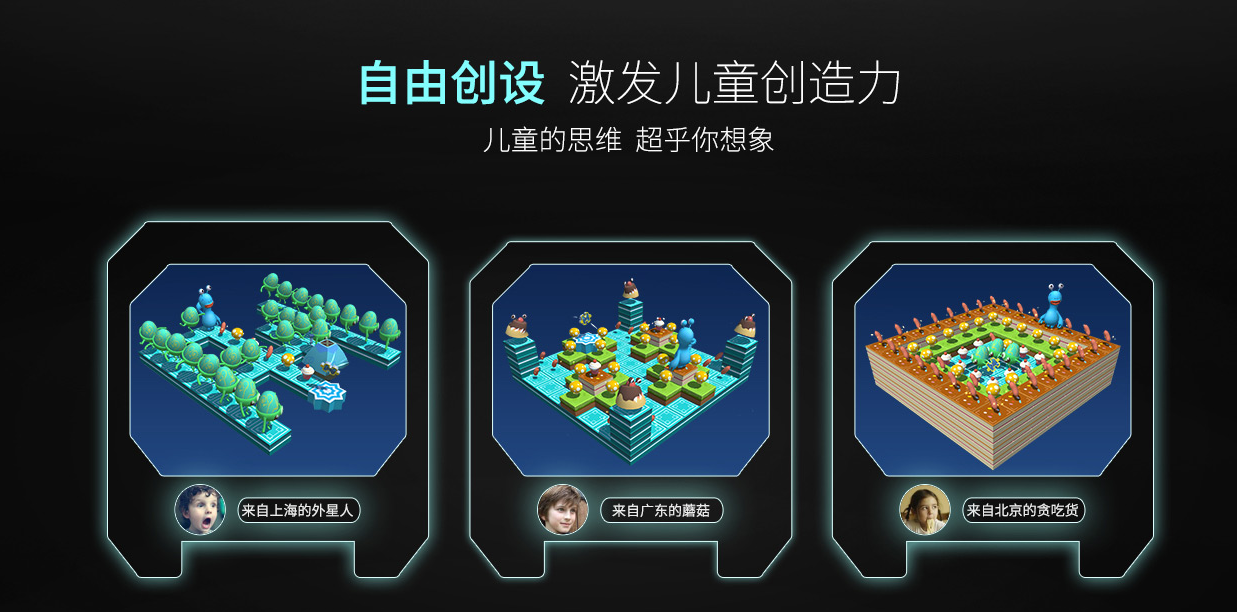 自由创设 激发儿童创造力
儿童的思维 超乎你想象
来自上海的外星人
来自广东的蘑菇
来自北京的贪吃货